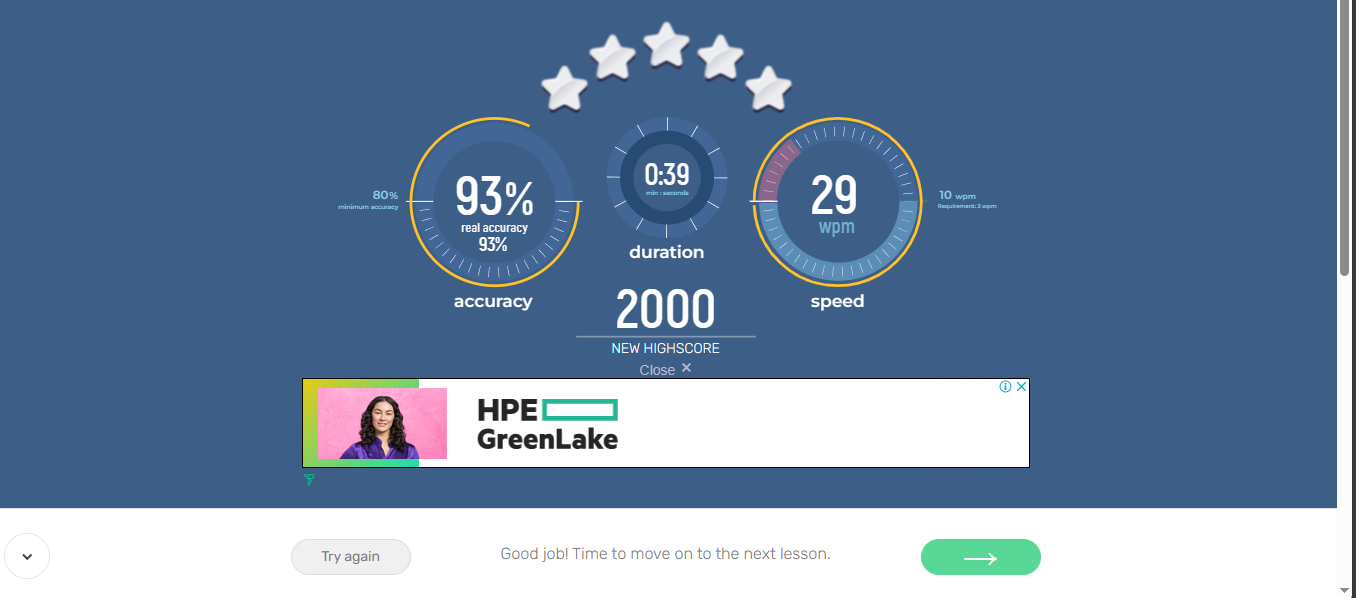 80%
minimum accuracy
93%
real accuracy
93%
accuracy
0:39
min : seconds
duration
29
wpm
speed
10 wpm
Requirement: 3 wpm
2000
NEW HIGHSCORE
Close ×
HPE
GreenLake
Try again
Good job! Time to move on to the next lesson.